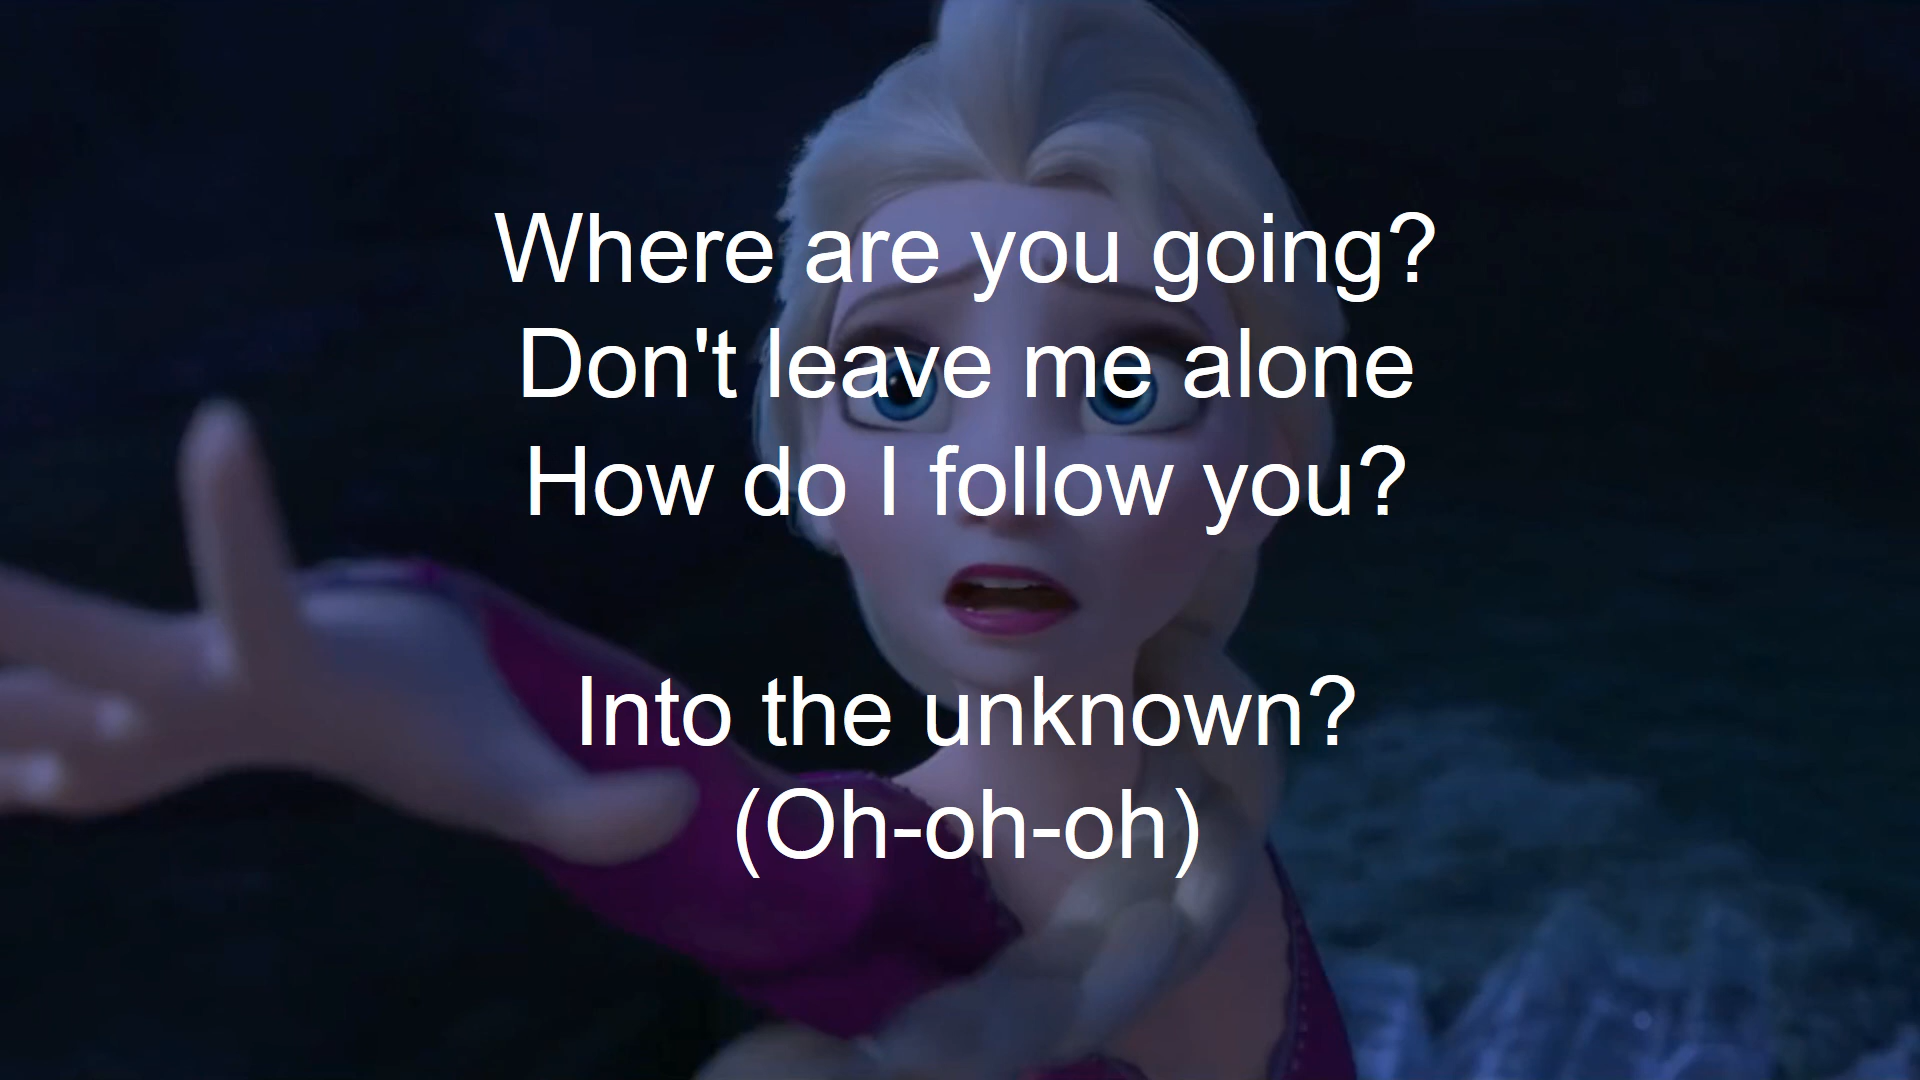 Where are you going?
Don't leave me alone
How do I follow you?
Into the unknown?
(Oh-oh-oh)